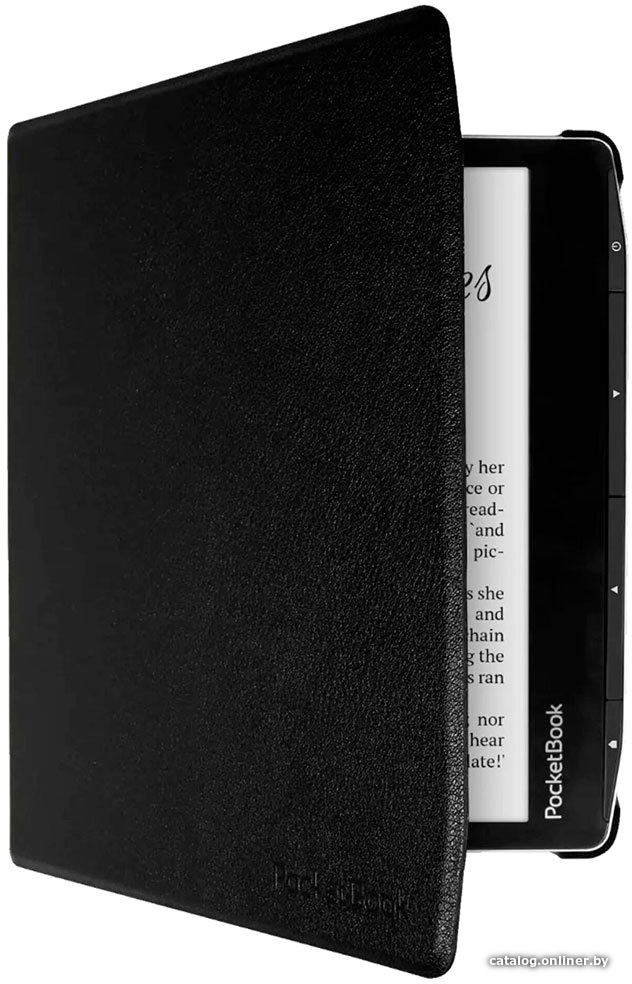 es
y her
ce or
read-
`and
pic-
s she
and
hain
g the
s ran
; nor
hear
late!'
PocketBook
PocketBook
catalog.onliner.by